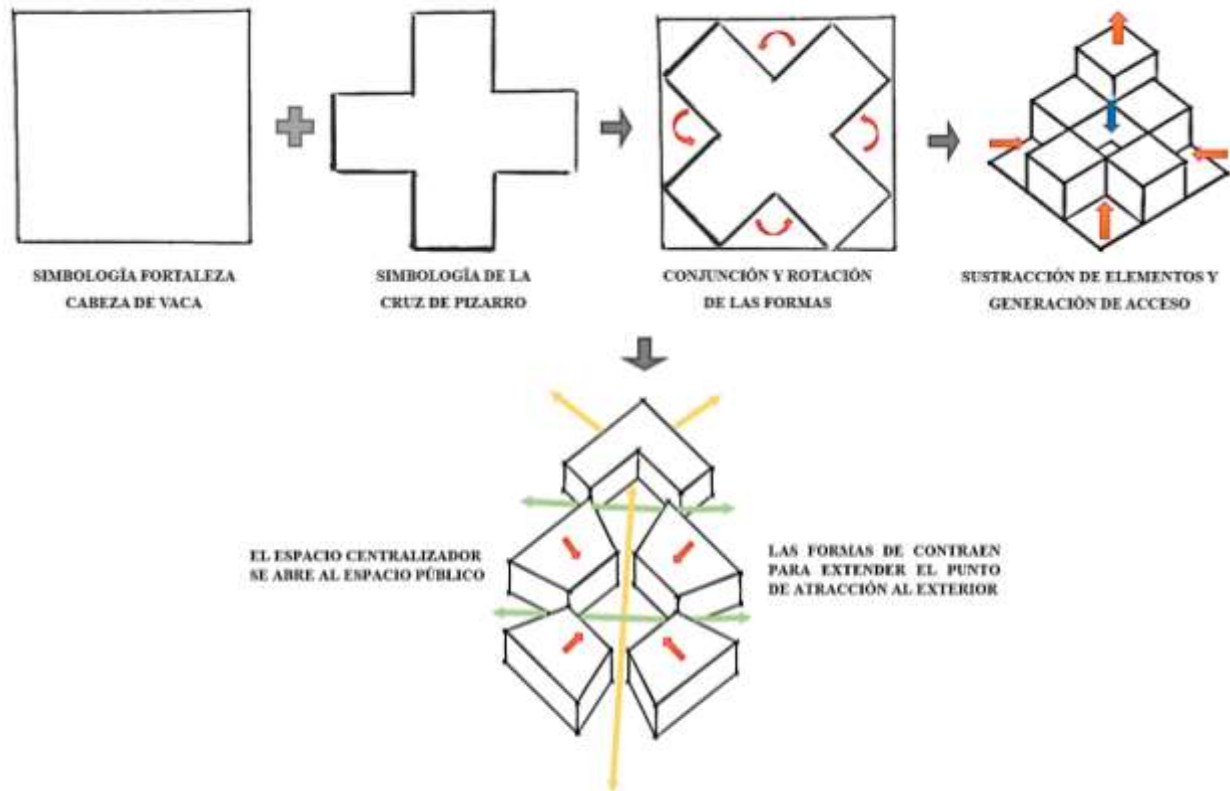 SIMBOLOGÍA FORTALEZA
CABEZA DE VACA
SIMBOLOGÍA DE LA
CRUZ DE PIZARRO
CONJUNCIÓN Y ROTACIÓN
DE LAS FORMAS
SUSTRACCIÓN DE ELEMENTOS Y
GENERACIÓN DE ACCESO
EL ESPACIO CENTRALIZADOR
SE ABRE AL ESPACIO PÚBLICO
LAS FORMAS DE CONTRAEN
PARA EXTENDER EL PUNTO
DE ATRACCIÓN AL EXTERIOR